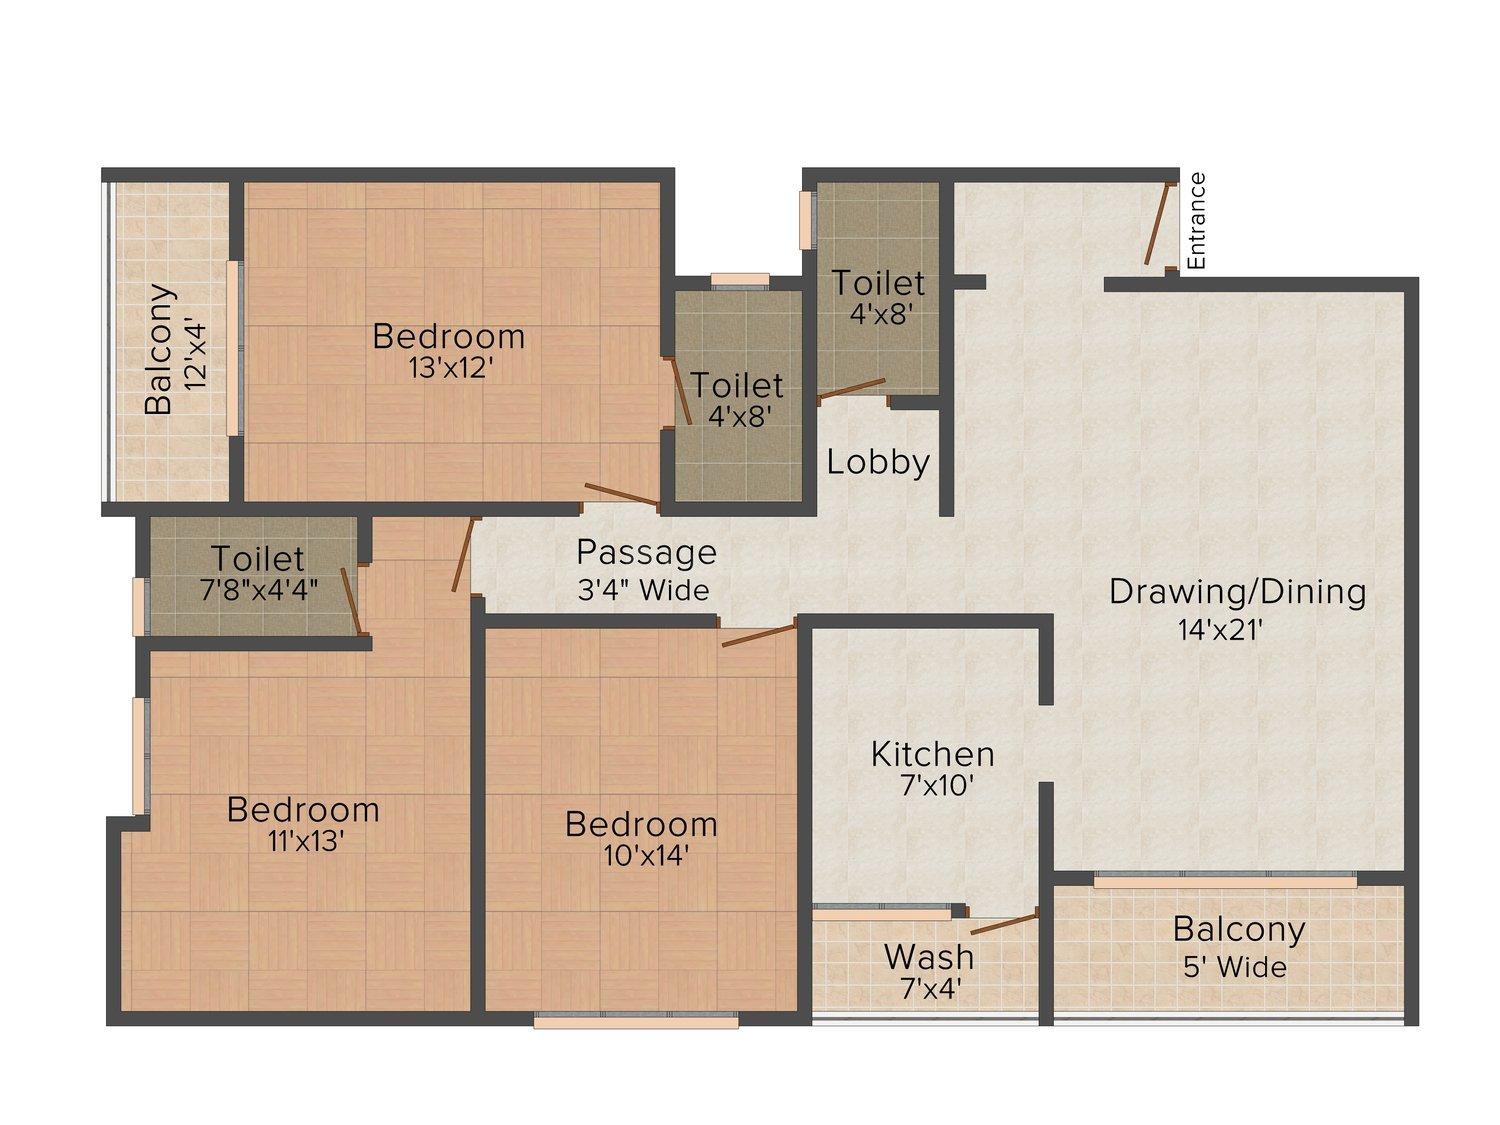 Entrance
Balcony
12'x4'
Bedroom
13'x12'
Toilet
4'x8'
Toilet
4'x8'
Lobby
Toilet
7'8"x4'4"
Passage
3'4" Wide
Drawing/Dining
14'x21'
Kitchen
7'x10'
Bedroom
11'x13'
Bedroom
10'x14'
Wash
7'x4'
Balcony
5' Wide